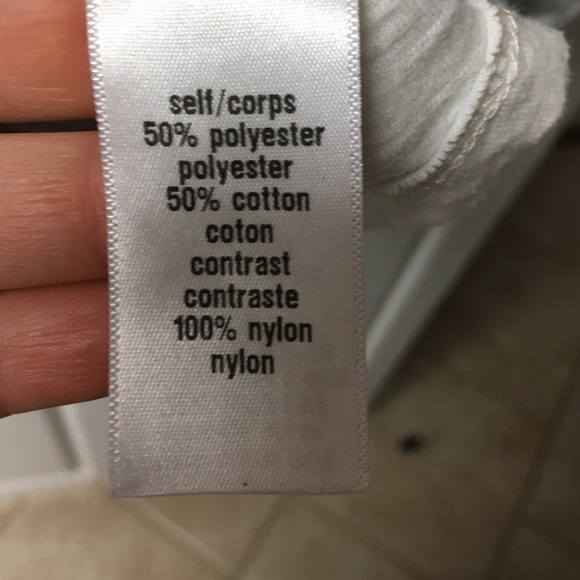 self/corps
50% polyester
polyester
50% cotton
coton
contrast
contraste
100% nylon
nylon